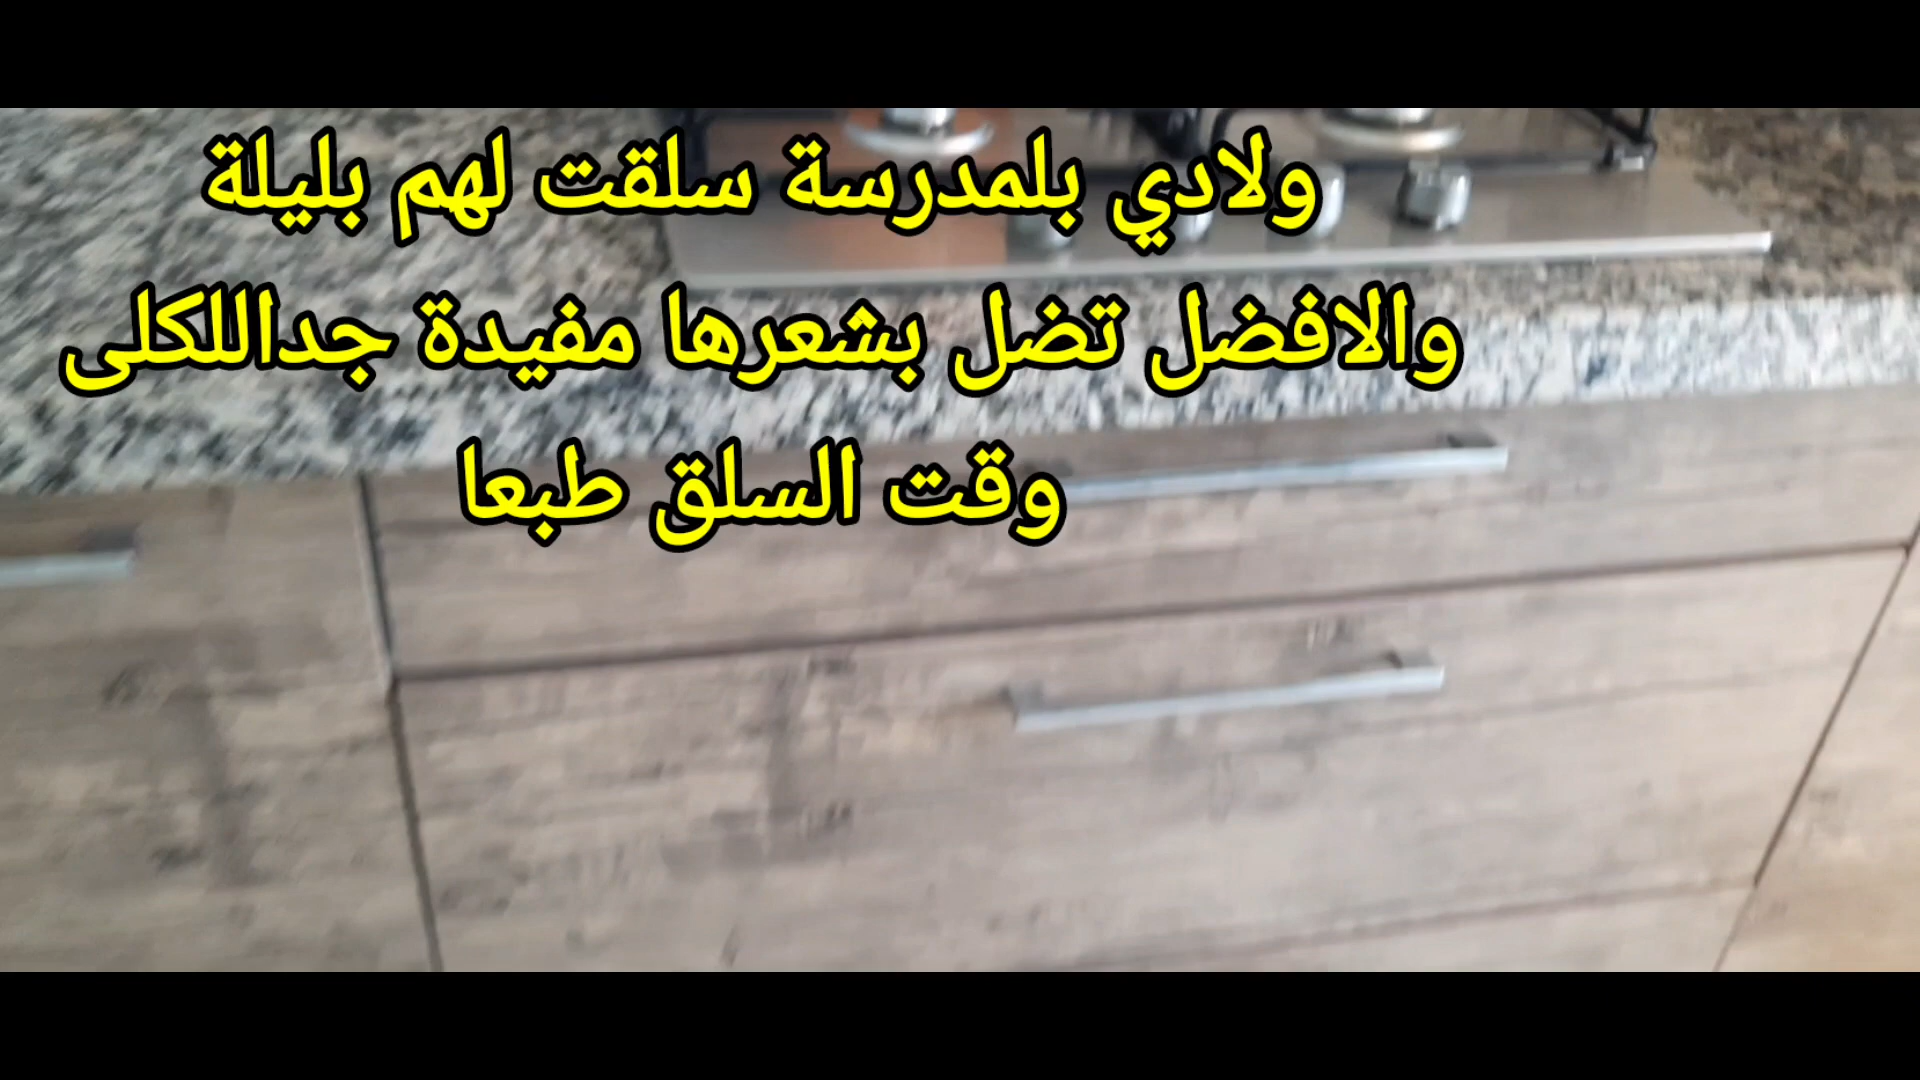 ولادي بلمدرسة سلقت لهم بليلة
والافضل تضل بشعرها مفيدة جداللكلى
وقت السلق طبعا